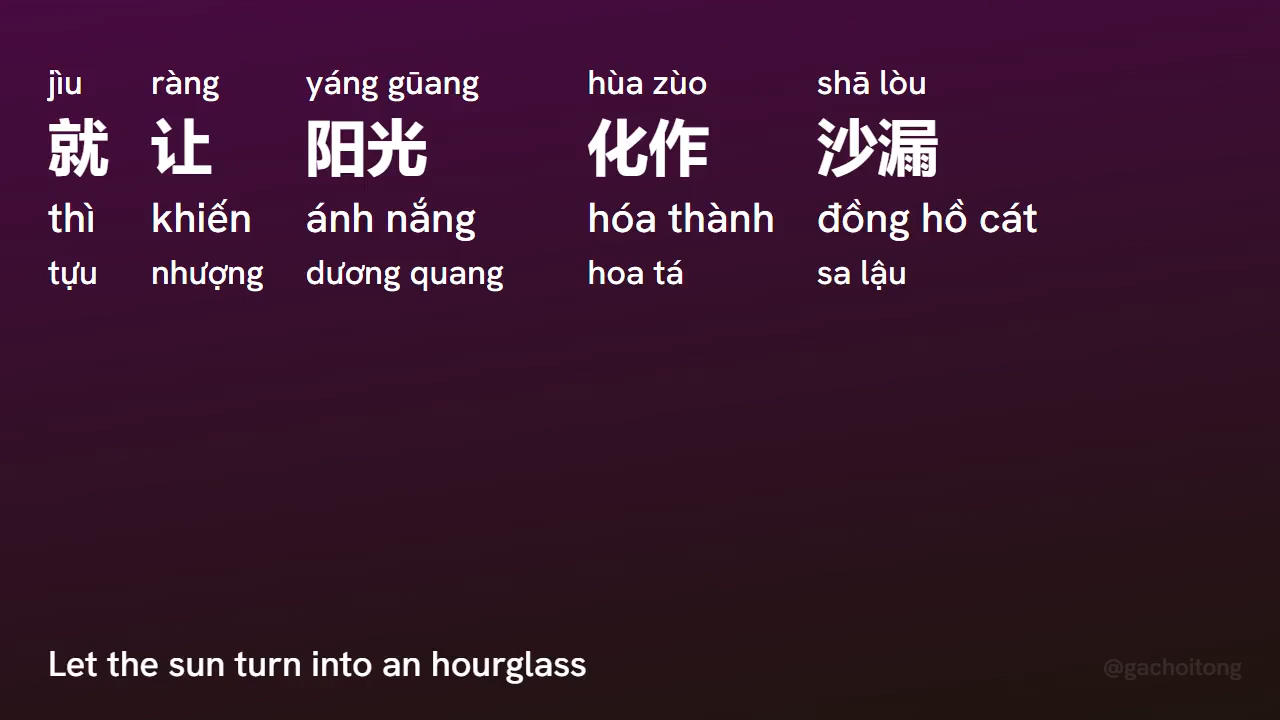 jìu ràng yáng gūang hùa zùo shā lòu
就 让 阳光 化作 沙漏
thì khiến ánh nắng hóa thành đồng hồ cát
tựu nhượng dương quang hoa tá sa lậu
Let the sun turn into an hourglass
@gachoitong